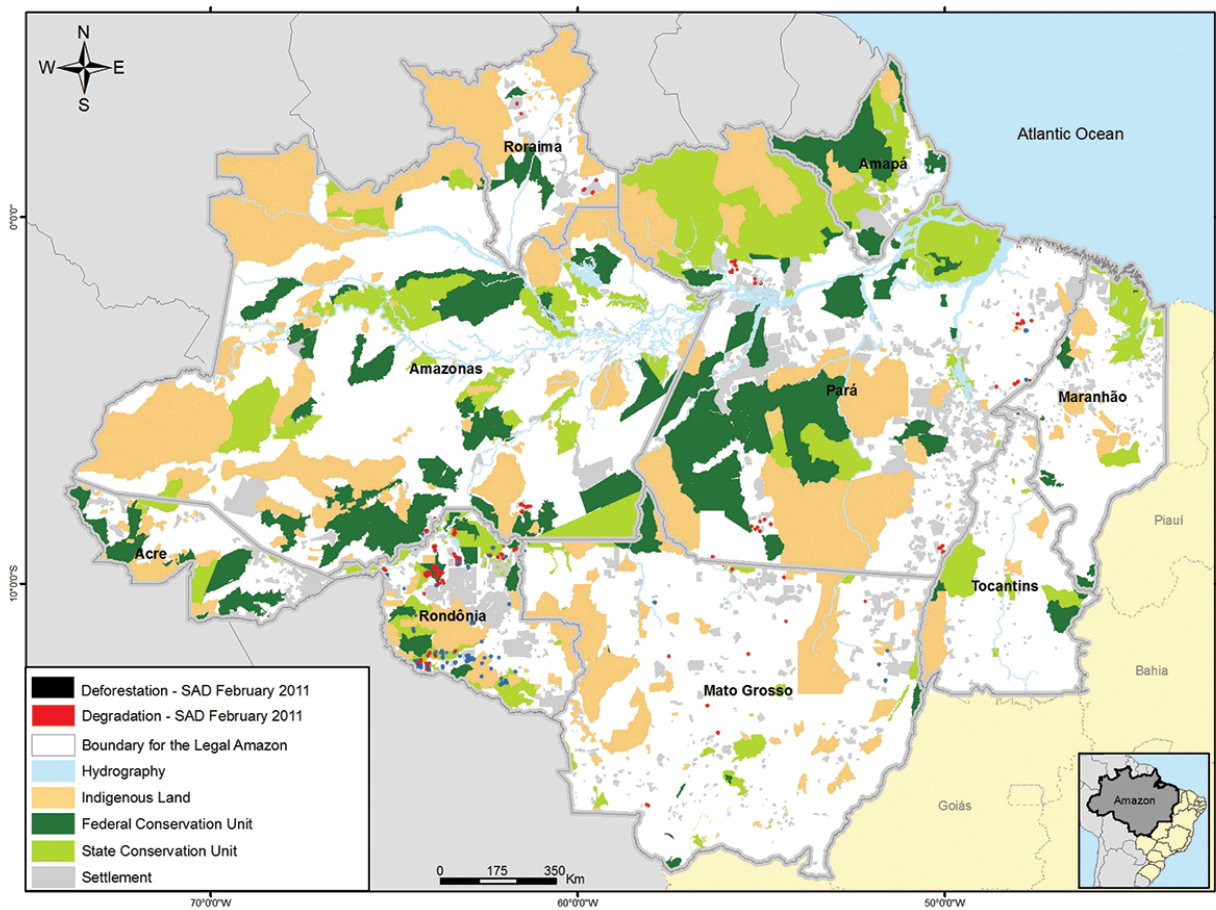 N
W E
S
Atlantic Ocean
Roraima
Amapá
Amazonas
Pará
Maranhão
Acre
Rondônia
Tocantins
Mato Grosso
Piauí
Bahia
Goiás
0°0'0"
10°0'0"S
Deforestation - SAD February 2011
Degradation - SAD February 2011
Boundary for the Legal Amazon
Hydrography
Indigenous Land
Federal Conservation Unit
State Conservation Unit
Settlement
0 175 350
Km
Amazon
70°0'0"W 60°0'0"W 50°0'0"W